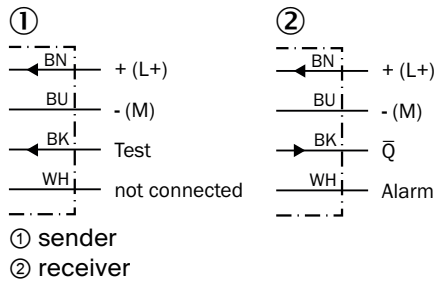 ① ②
BN + (L+) BN + (L+)
BU - (M) BU - (M)
BK Test BK Q̅
WH not connected WH Alarm
① sender
② receiver